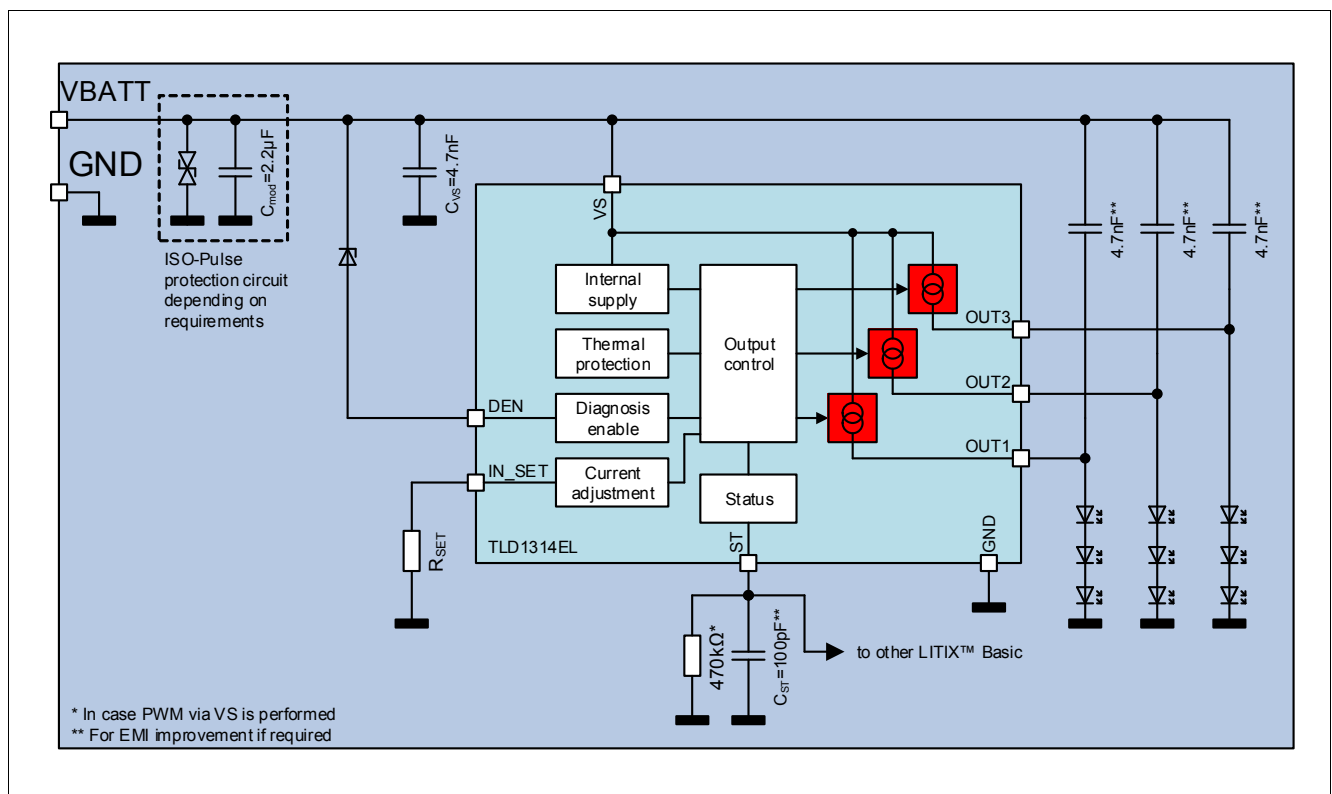 VBATT
GND
Cmod=2.2µF
ISO-Pulse
protection circuit
depending on
requirements
CVS=4.7nF
VS
4.7nF**
4.7nF**
4.7nF**
Internal
supply
Thermal
protection
Output
control
OUT3
OUT2
OUT1
DEN
Diagnosis
enable
IN_SET
Current
adjustment
Status
RSET
TLD1314EL
ST
GND
470kΩ*
CST=100pF**
to other LITIX™ Basic
* In case PWM via VS is performed
** For EMI improvement if required